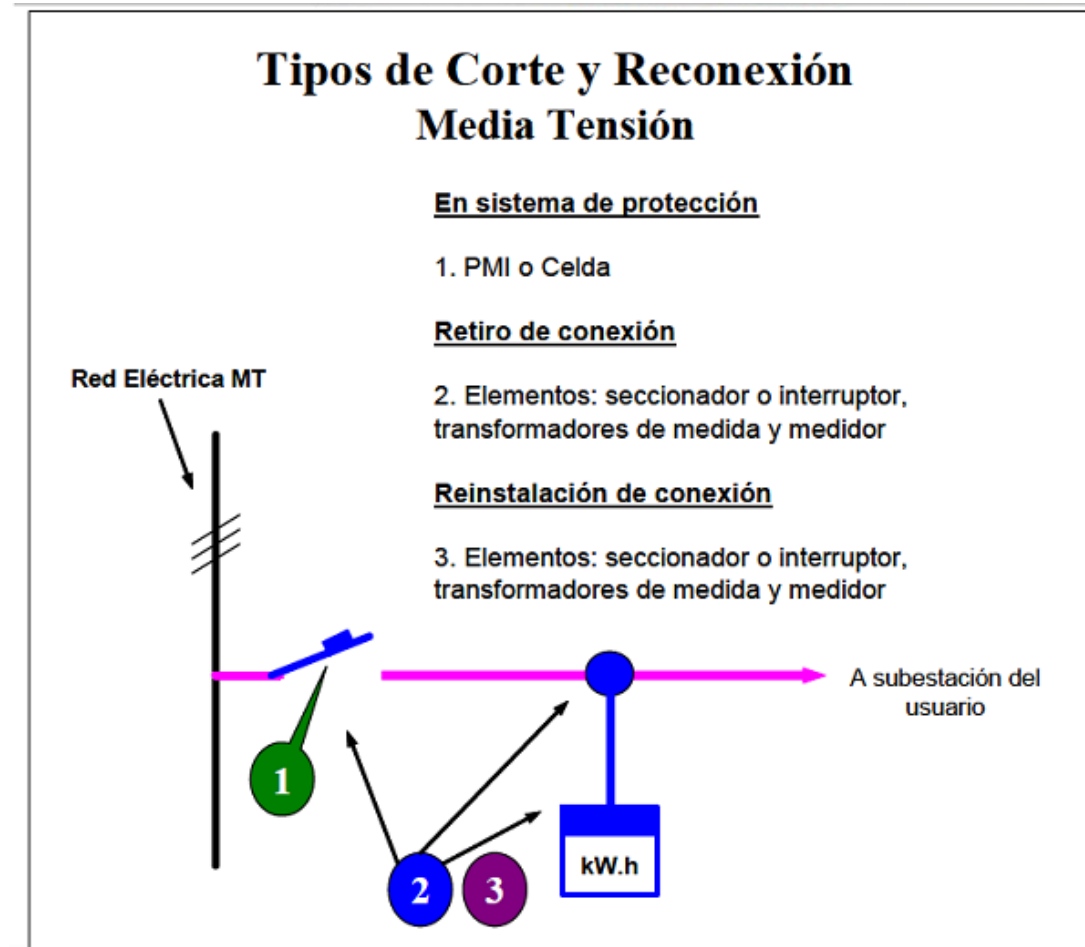 Tipos de Corte y Reconexión
Media Tensión
En sistema de protección
1. PMI o Celda
Retiro de conexión
Red Eléctrica MT
2. Elementos: seccionador o interruptor,
transformadores de medida y medidor
Reinstalación de conexión
3. Elementos: seccionador o interruptor,
transformadores de medida y medidor
A subestación del
usuario
1
kW.h
2
3